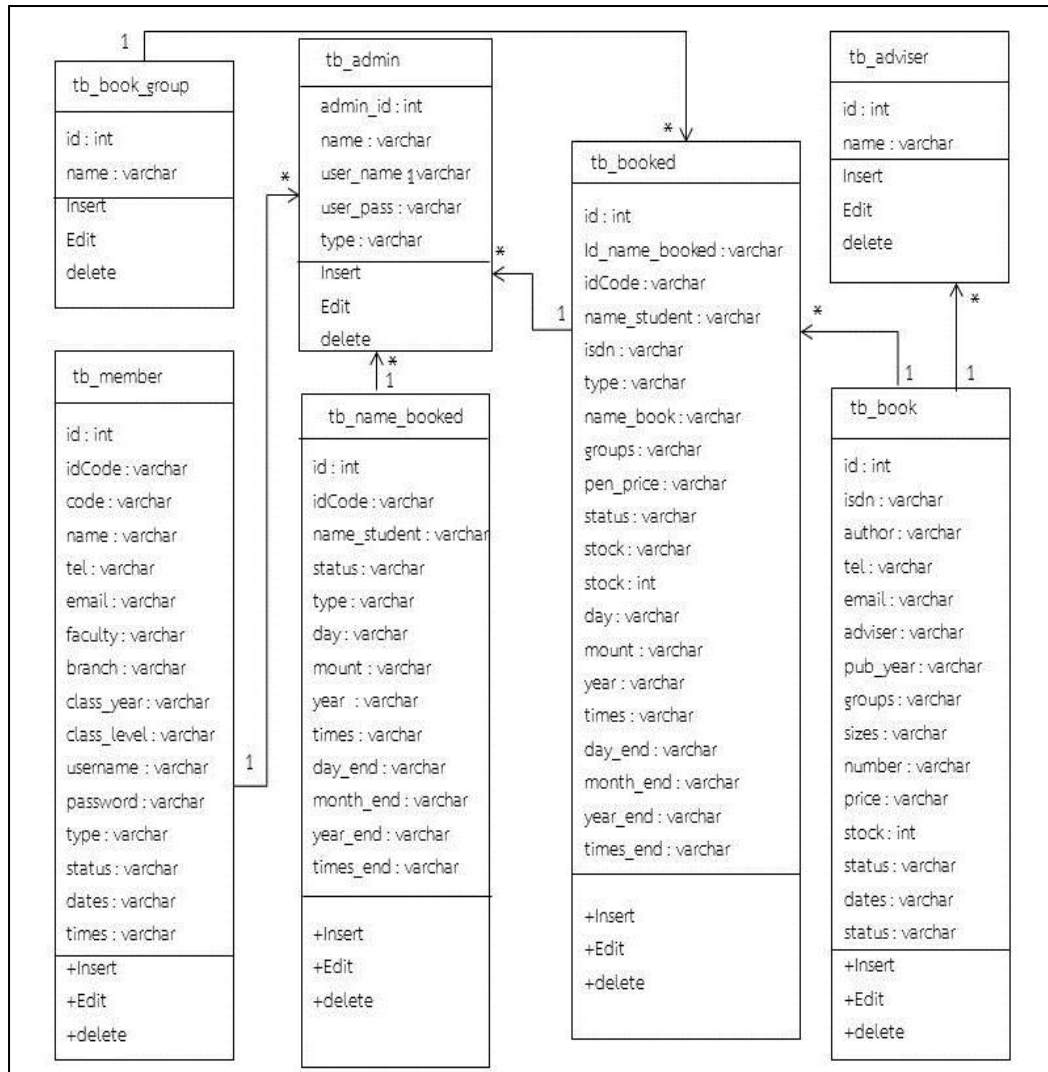 1
tb_book_group
id : int
name : varchar
Insert
Edit
delete
tb_admin
admin_id : int
name : varchar
user_name 1 varchar
user_pass : varchar
type : varchar
Insert
Edit
delete
*
*
*
1
tb_booked
id : int
Id_name_booked : varchar
idCode : varchar
name_student : varchar
isdn : varchar
type : varchar
name_book : varchar
groups : varchar
pen_price : varchar
status : varchar
stock : varchar
stock : int
day : varchar
mount : varchar
year : varchar
times : varchar
day_end : varchar
month_end : varchar
year_end : varchar
times_end : varchar
+Insert
+Edit
+delete
*
tb_adviser
id : int
name : varchar
Insert
Edit
delete
*
*
1
1
tb_member
id : int
idCode : varchar
code : varchar
name : varchar
tel : varchar
email : varchar
faculty : varchar
branch : varchar
class_year : varchar
class_level : varchar
username : varchar
password : varchar
type : varchar
status : varchar
dates : varchar
times : varchar
+Insert
+Edit
+delete
1
1
tb_name_booked
id : int
idCode : varchar
name_student : varchar
status : varchar
type : varchar
day : varchar
mount : varchar
year : varchar
times : varchar
day_end : varchar
month_end : varchar
year_end : varchar
times_end : varchar
+Insert
+Edit
+delete
tb_book
id : int
isdn : varchar
author : varchar
tel : varchar
email : varchar
adviser : varchar
pub_year : varchar
groups : varchar
sizes : varchar
number : varchar
price : varchar
stock : int
status : varchar
dates : varchar
status : varchar
+Insert
+Edit
+delete